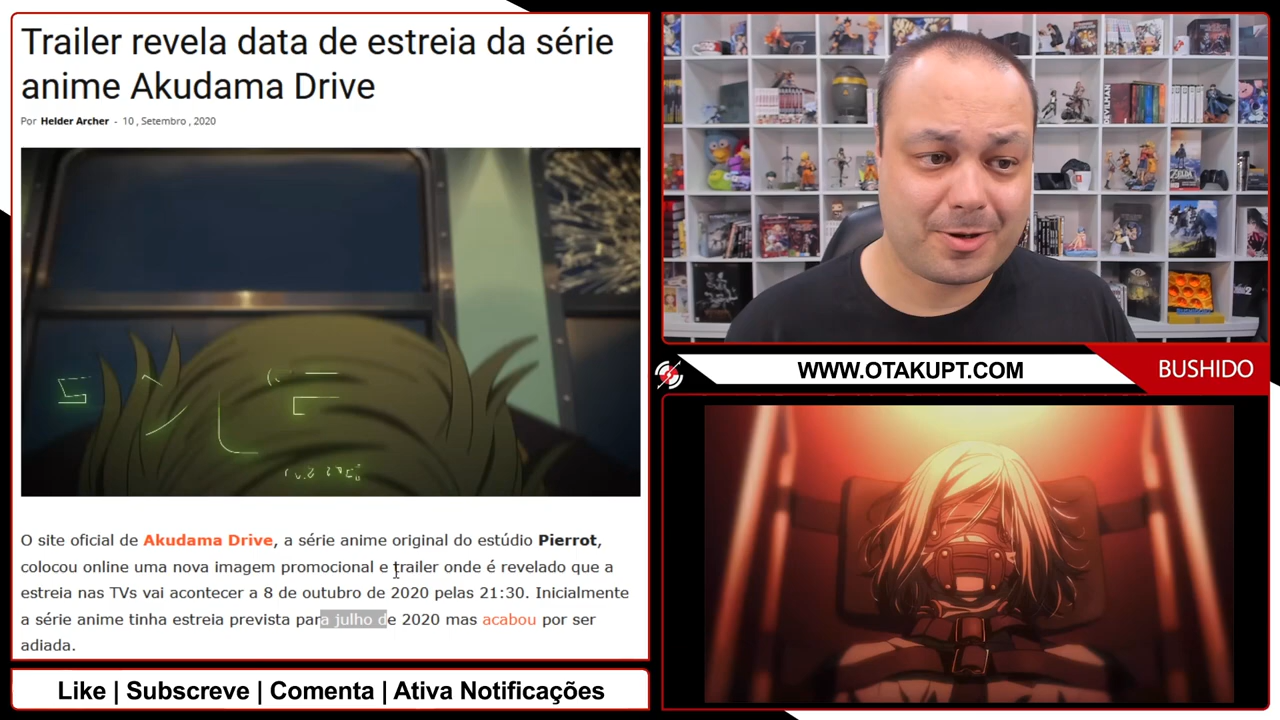 Trailer revela data de estreia da série
anime Akudama Drive
Por Helder Archer - 10 , Setembro , 2020
O site oficial de Akudama Drive, a série anime original do estúdio Pierrot,
colocou online uma nova imagem promocional e trailer onde é revelado que a
estreia nas TVs vai acontecer a 8 de outubro de 2020 pelas 21:30. Inicialmente
a série anime tinha estreia prevista para julho de 2020 mas acabou por ser
adiada.
Like | Subscreve | Comenta | Ativa Notificações
DEVILMAN
ZELDA
WWW.OTAKUPT.COM
BUSHIDO